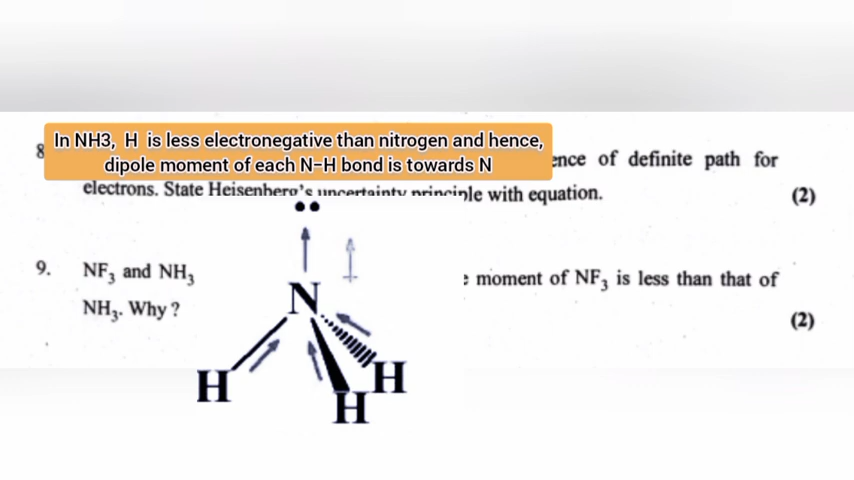 In NH3, H is less electronegative than nitrogen and hence,
dipole moment of each N-H bond is towards N
8 ence of definite path for
electrons. State Heisenberg's uncertainty principle with equation.
(2)
9. NF₃ and NH₃ moment of NF₃ is less than that of
NH₃. Why ?
(2)
N
H
H
H